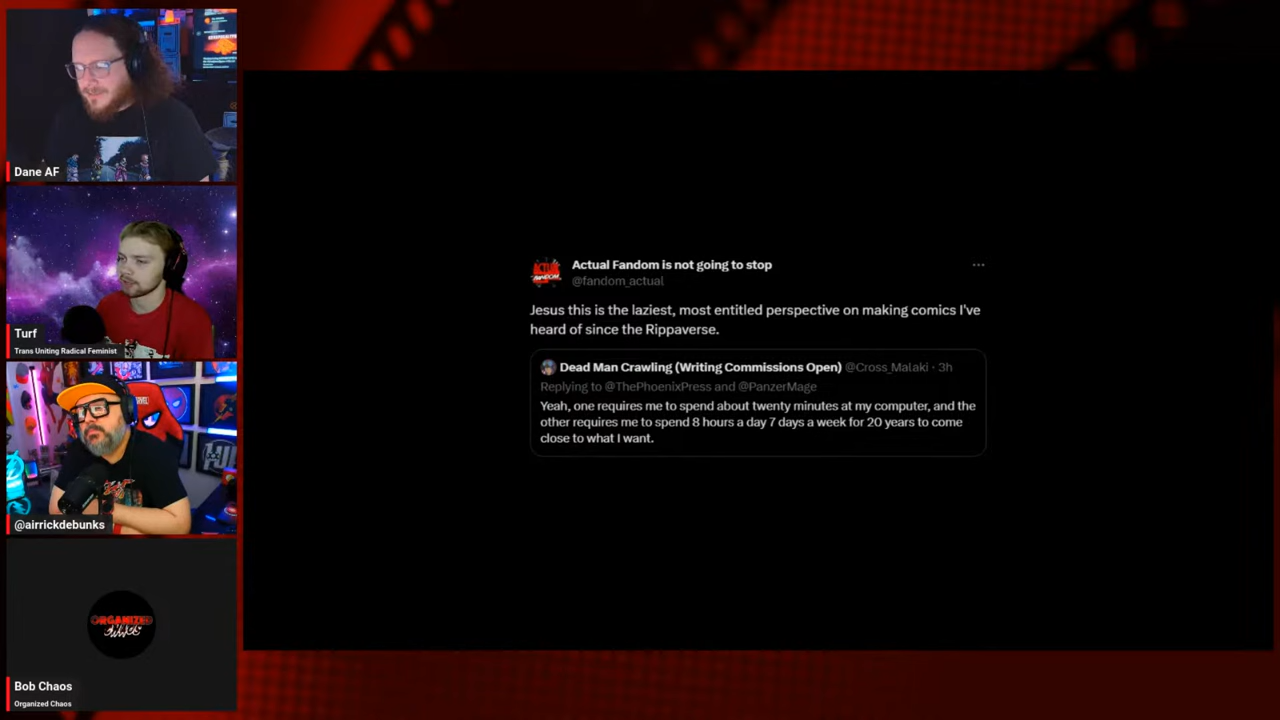 Dane AF
Turf
Trans Uniting Radical Feminist
@airrickdebunks
ORGANIZED
CHAOS
Bob Chaos
Organized Chaos
Actual Fandom is not going to stop
@fandom_actual
Jesus this is the laziest, most entitled perspective on making comics I've
heard of since the Rippaverse.
Dead Man Crawling (Writing Commissions Open) @Cross_Malaki · 3h
Replying to @ThePhoenixPress and @PanzerMage
Yeah, one requires me to spend about twenty minutes at my computer, and the
other requires me to spend 8 hours a day 7 days a week for 20 years to come
close to what I want.